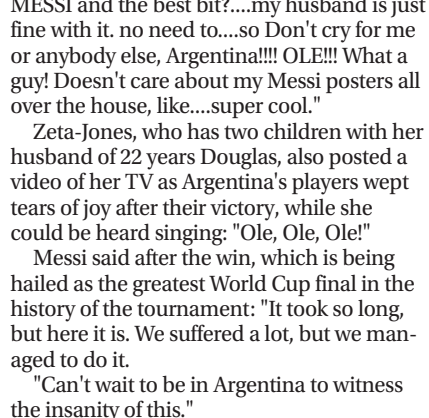 MESSI and the best bit?....my husband is just
fine with it. no need to....so Don't cry for me
or anybody else, Argentina!!!! OLE!!! What a
guy! Doesn't care about my Messi posters all
over the house, like....super cool."
Zeta-Jones, who has two children with her
husband of 22 years Douglas, also posted a
video of her TV as Argentina's players wept
tears of joy after their victory, while she
could be heard singing: "Ole, Ole, Ole!"
Messi said after the win, which is being
hailed as the greatest World Cup final in the
history of the tournament: "It took so long,
but here it is. We suffered a lot, but we man-
aged to do it.
"Can't wait to be in Argentina to witness
the insanity of this."